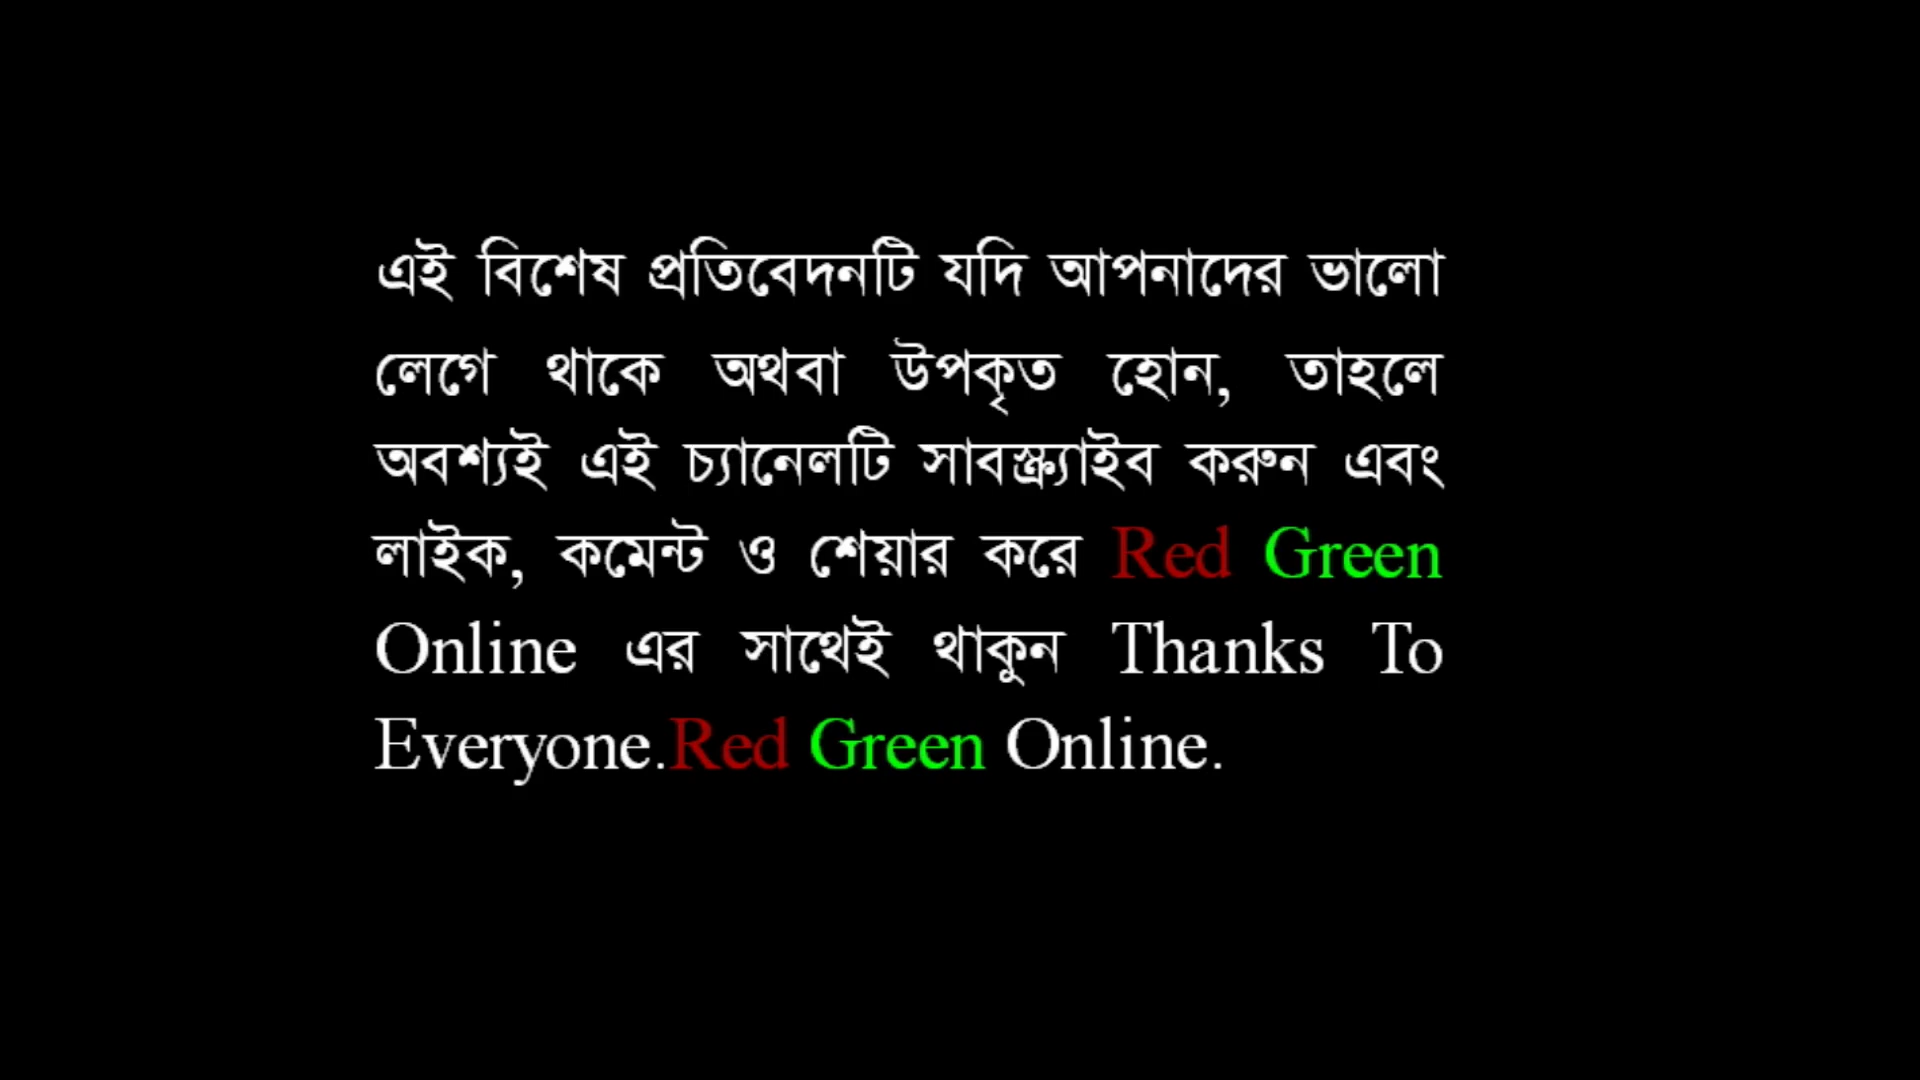 এই বিশেষ প্রতিবেদনটি যদি আপনাদের ভালো
লেগে থাকে অথবা উপকৃত হোন, তাহলে
অবশ্যই এই চ্যানেলটি সাবস্ক্র্যাইব করুন এবং
লাইক, কমেন্ট ও শেয়ার করে Red Green
Online এর সাথেই থাকুন Thanks To
Everyone.Red Green Online.